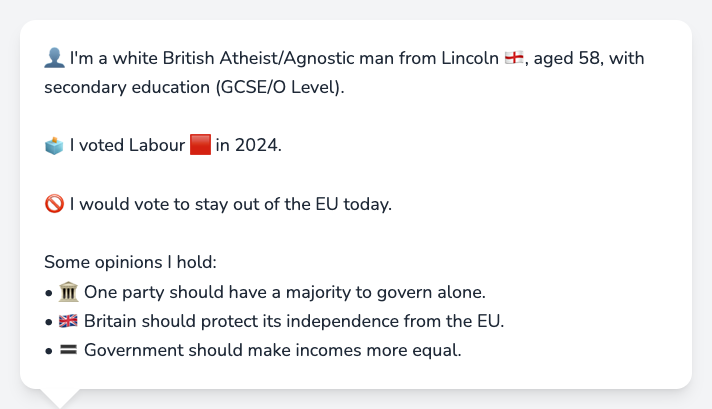 👤 I'm a white British Atheist/Agnostic man from Lincoln 🏴󠁧󠁢󠁥󠁮󠁧󠁿, aged 58, with
secondary education (GCSE/O Level).
🗳️ I voted Labour 🟥 in 2024.
🚫 I would vote to stay out of the EU today.
Some opinions I hold:
• 🏛️ One party should have a majority to govern alone.
• 🇬🇧 Britain should protect its independence from the EU.
• 🟰 Government should make incomes more equal.